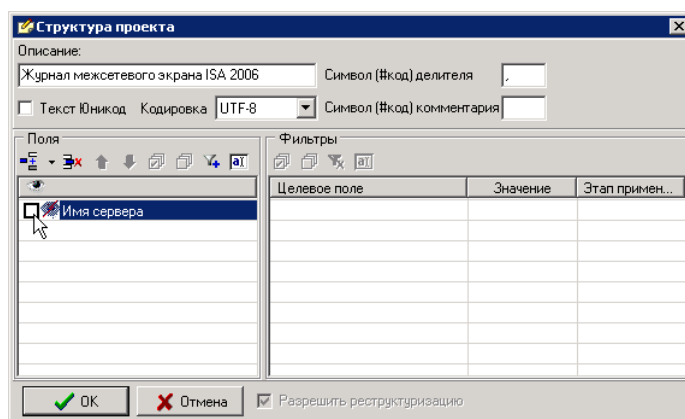 Структура проекта
Описание:
Журнал межсетевого экрана ISA 2006 Символ (#код) делителя ,
Текст Юникод Кодировка UTF-8 Символ (#код) комментария
Поля Фильтры
Целевое поле Значение Этап примен...
Имя сервера
OK Отмена Разрешить реструктуризацию